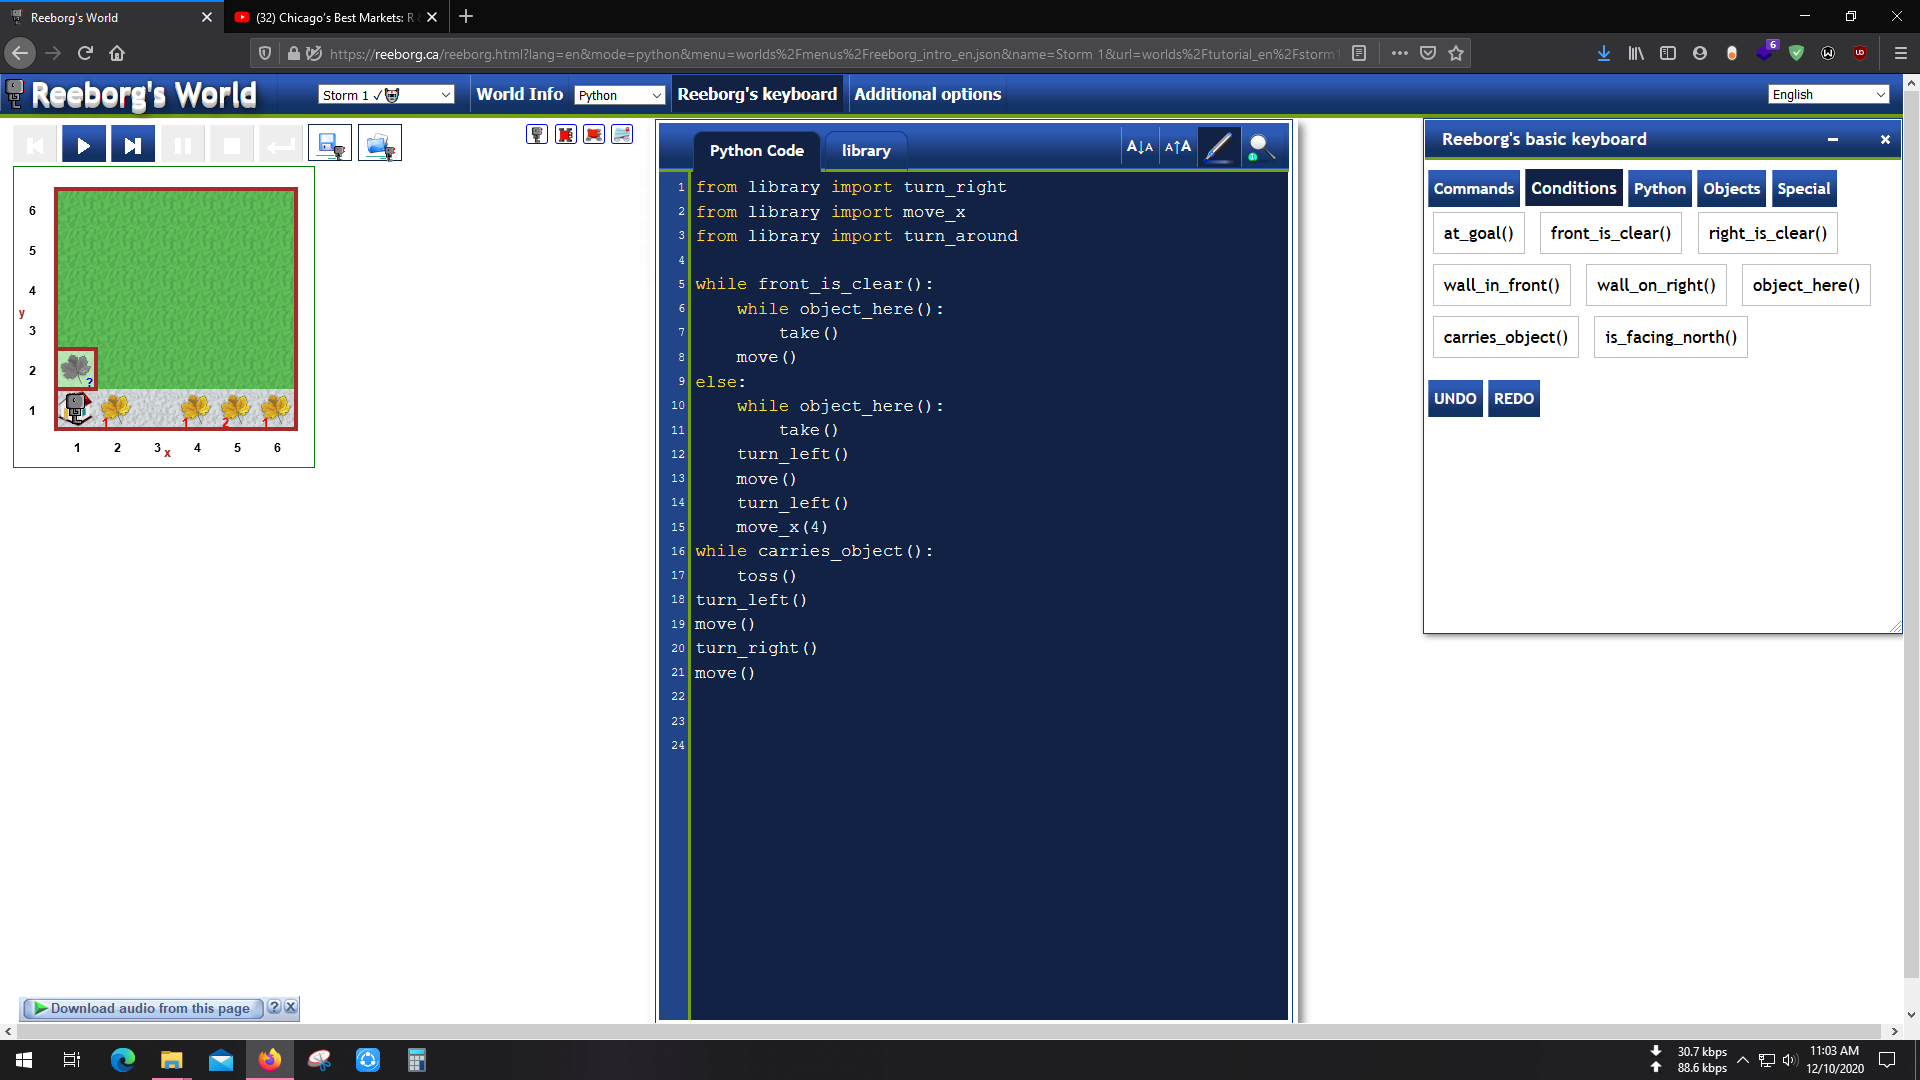 Reeborg's World
(32) Chicago's Best Markets: R
https://reeborg.ca/reeborg.html?lang=en&mode=python&menu=worlds%2Fmenus%2Freeborg_intro_en.json&name=Storm 1&url=worlds%2Ftutorial_en%2Fstorm1
6
Reeborg's World
Storm 1 ✓
World Info
Python
Reeborg's keyboard
Additional options
English
Python Code
library
A↓A
A↑A
6
5
4
y
3
2
?
1
1 1 2 1
1 2 3 x 4 5 6
1 from library import turn_right
2 from library import move_x
3 from library import turn_around
4
5 while front_is_clear():
6 while object_here():
7 take()
8 move()
9 else:
10 while object_here():
11 take()
12 turn_left()
13 move()
14 turn_left()
15 move_x(4)
16 while carries_object():
17 toss()
18 turn_left()
19 move()
20 turn_right()
21 move()
22
23
24
Reeborg's basic keyboard
Commands Conditions Python Objects Special
at_goal() front_is_clear() right_is_clear()
wall_in_front() wall_on_right() object_here()
carries_object() is_facing_north()
UNDO REDO
Download audio from this page
30.7 kbps
88.6 kbps
11:03 AM
12/10/2020